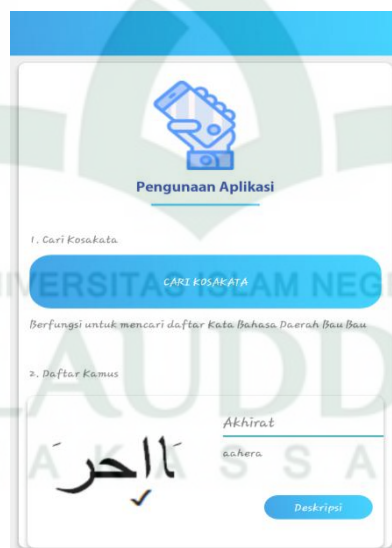 Pengunaan Aplikasi
1. Cari Kosakata
CARI KOSAKATA
Berfungsi untuk mencari daftar Kata Bahasa Daerah Bau Bau
2. Daftar Kamus
Akhirat
aahera
Deskripsi